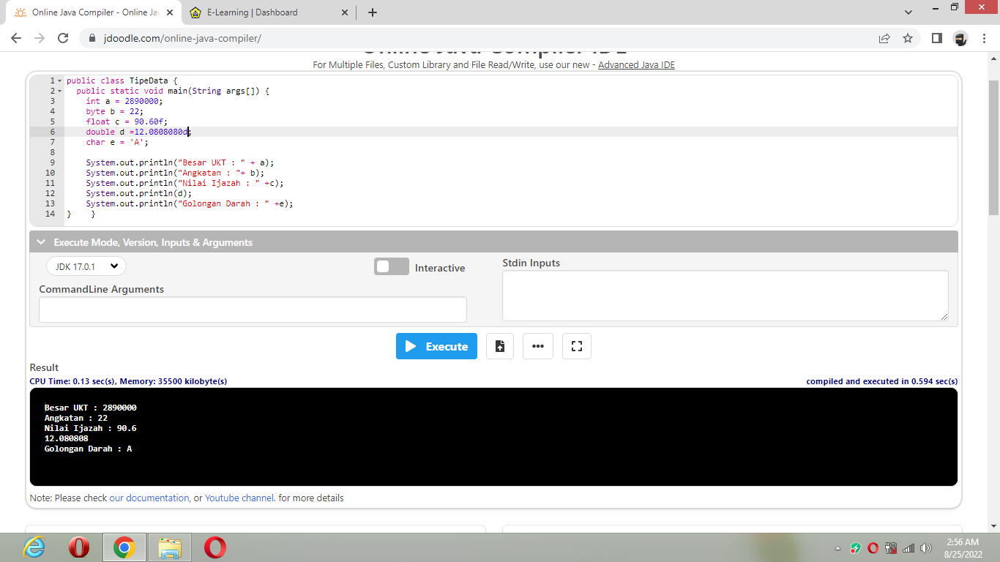 Online Java Compiler - Online Jav
E-Learning | Dashboard
jdoodle.com/online-java-compiler/
Online Java Compiler IDE
For Multiple Files, Custom Library and File Read/Write, use our new - Advanced Java IDE
1 public class TipeData {
2 public static void main(String args[]) {
3 int a = 2890000;
4 byte b = 22;
5 float c = 90.60f;
6 double d =12.0808080d;
7 char e = 'A';
8
9 System.out.println("Besar UKT : " + a);
10 System.out.println("Angkatan : "+ b);
11 System.out.println("Nilai Ijazah : " +c);
12 System.out.println(d);
13 System.out.println("Golongan Darah : " +e);
14 } }
Execute Mode, Version, Inputs & Arguments
JDK 17.0.1
Interactive
Stdin Inputs
CommandLine Arguments
Execute
Result
CPU Time: 0.13 sec(s), Memory: 35500 kilobyte(s)
compiled and executed in 0.594 sec(s)
Besar UKT : 2890000
Angkatan : 22
Nilai Ijazah : 90.6
12.080808
Golongan Darah : A
Note: Please check our documentation, or Youtube channel. for more details
2:56 AM
8/25/2022